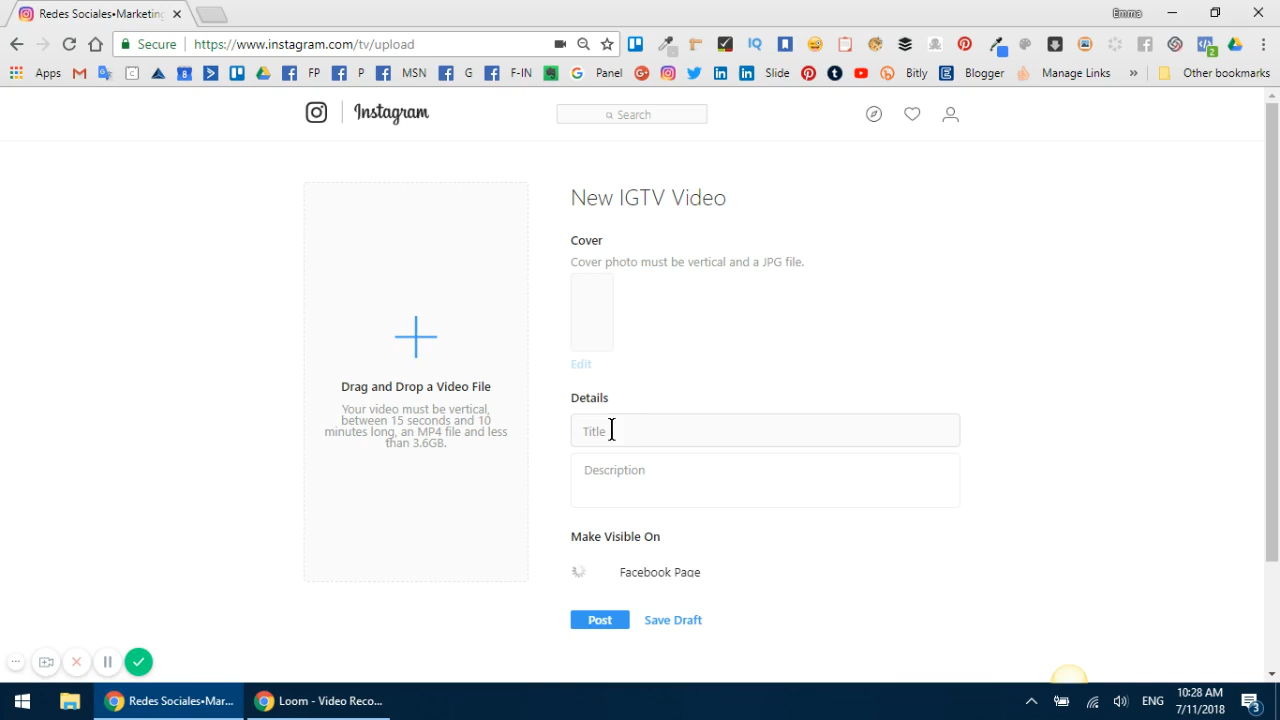 Redes Sociales•Marketing
Emma
Secure https://www.instagram.com/tv/upload
Apps FP P MSN G F-IN Panel Slide Bitly Blogger Manage Links » Other bookmarks
Instagram
Search
New IGTV Video
Cover
Cover photo must be vertical and a JPG file.
Edit
Drag and Drop a Video File
Your video must be vertical,
between 15 seconds and 10
minutes long, an MP4 file and less
than 3.6GB.
Details
Title
Description
Make Visible On
Facebook Page
Post Save Draft
Redes Sociales•Mar...
Loom - Video Reco...
ENG
10:28 AM
7/11/2018
3